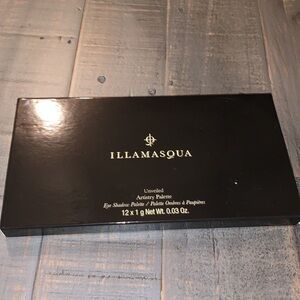 ILLAMASQUA
Unveiled
Artistry Palette
Eye Shadow Palette / Palette Ombres à Paupières
12 x 1 g Net Wt. 0.03 Oz.